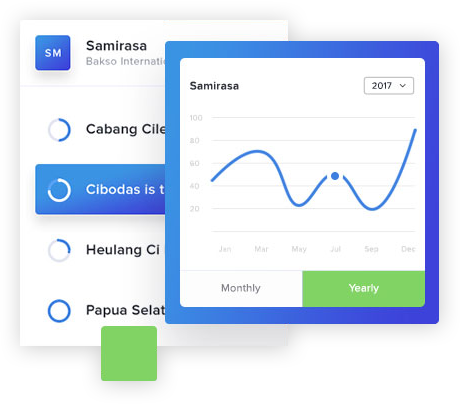 SM
Samirasa
Bakso Internatio
Cabang Cile
Cibodas is t
Heulang Ci
Papua Selat
Samirasa
2017
100
80
60
40
20
Jan Mar May Jul Sep Dec
Monthly Yearly